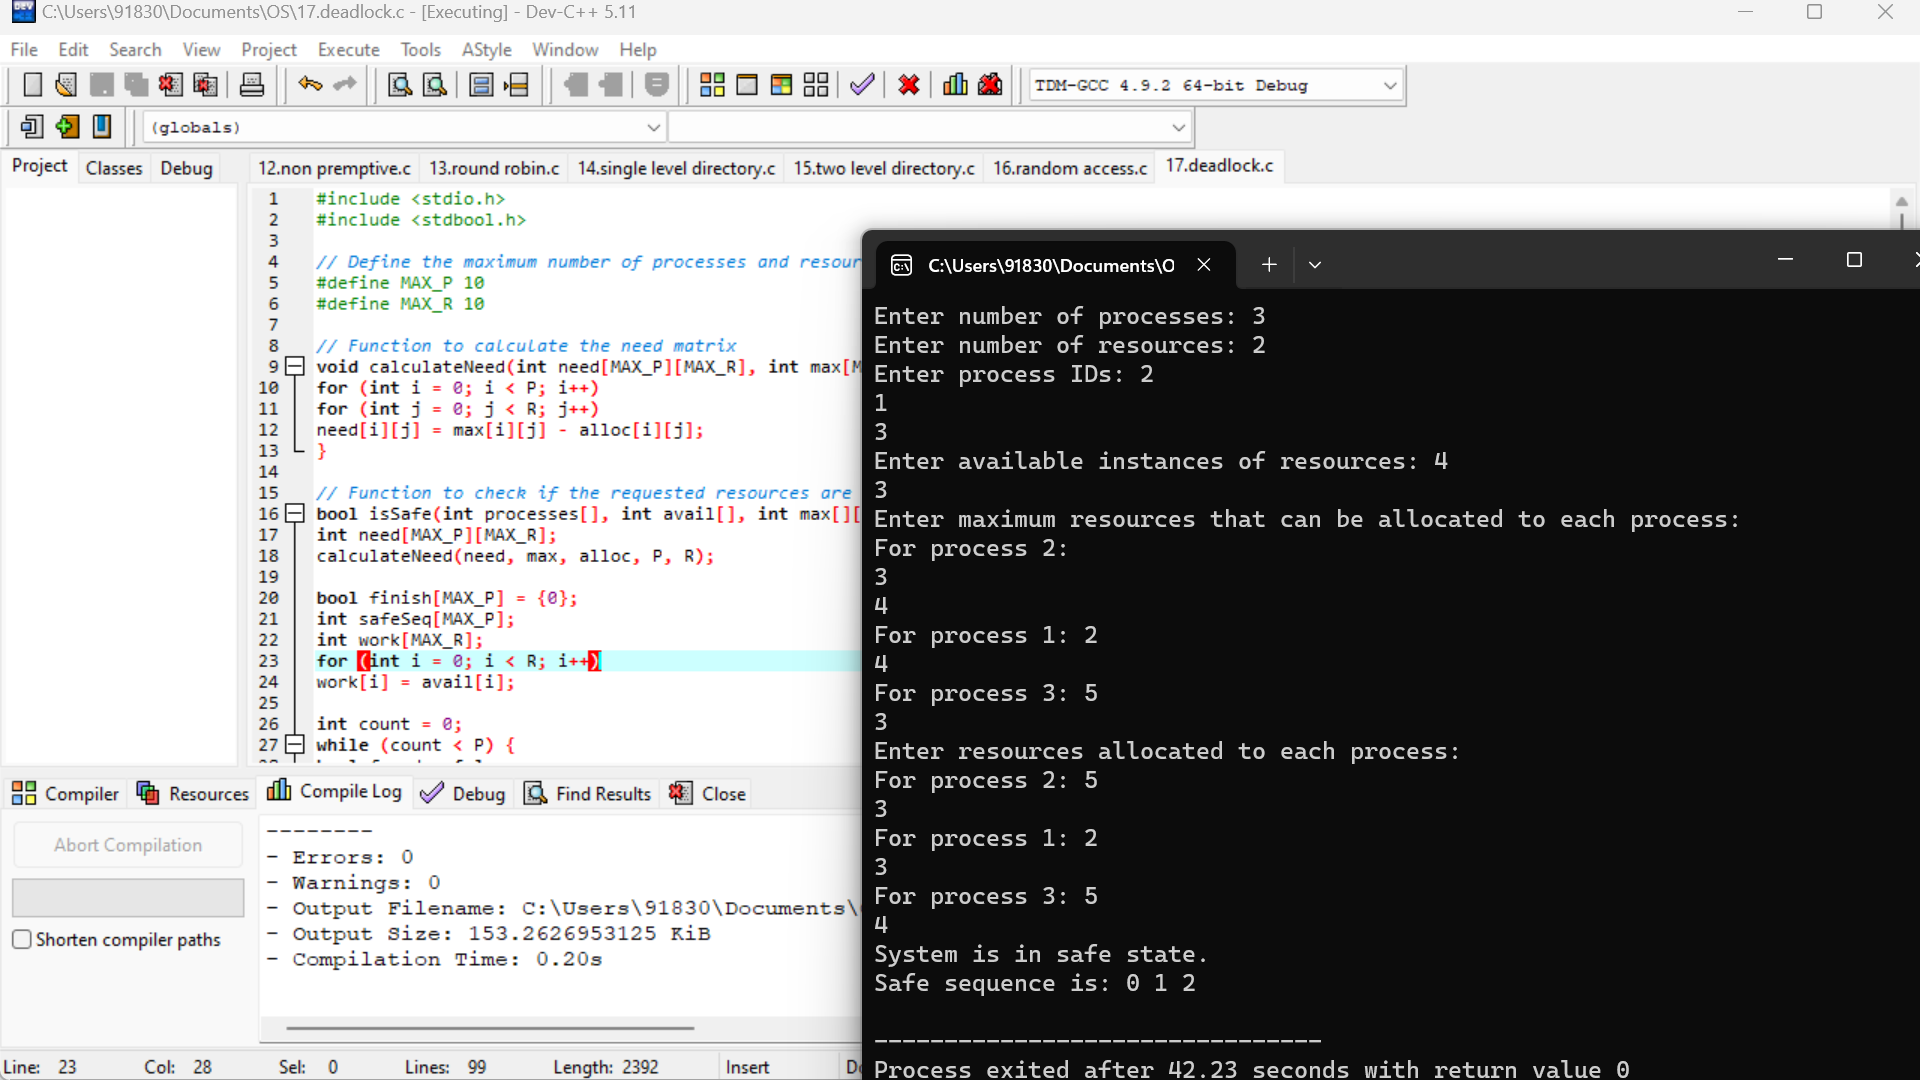 C:\Users\91830\Documents\OS\17.deadlock.c - [Executing] - Dev-C++ 5.11
File Edit Search View Project Execute Tools AStyle Window Help
TDM-GCC 4.9.2 64-bit Debug
(globals)
Project Classes Debug
12.non premptive.c 13.round robin.c 14.single level directory.c 15.two level directory.c 16.random access.c 17.deadlock.c
1 #include <stdio.h>
2 #include <stdbool.h>
3
4 // Define the maximum number of processes and resour
5 #define MAX_P 10
6 #define MAX_R 10
7
8 // Function to calculate the need matrix
9 void calculateNeed(int need[MAX_P][MAX_R], int max[M
10 for (int i = 0; i < P; i++)
11 for (int j = 0; j < R; j++)
12 need[i][j] = max[i][j] - alloc[i][j];
13 }
14
15 // Function to check if the requested resources are
16 bool isSafe(int processes[], int avail[], int max[][
17 int need[MAX_P][MAX_R];
18 calculateNeed(need, max, alloc, P, R);
19
20 bool finish[MAX_P] = {0};
21 int safeSeq[MAX_P];
22 int work[MAX_R];
23 for (int i = 0; i < R; i++)
24 work[i] = avail[i];
25
26 int count = 0;
27 while (count < P) {
C:\Users\91830\Documents\O
Enter number of processes: 3
Enter number of resources: 2
Enter process IDs: 2
1
3
Enter available instances of resources: 4
3
Enter maximum resources that can be allocated to each process:
For process 2:
3
4
For process 1: 2
4
For process 3: 5
3
Enter resources allocated to each process:
For process 2: 5
3
For process 1: 2
3
For process 3: 5
4
System is in safe state.
Safe sequence is: 0 1 2
--------------------------------
Process exited after 42.23 seconds with return value 0
Compiler Resources Compile Log Debug Find Results Close
Abort Compilation
Shorten compiler paths
--------
- Errors: 0
- Warnings: 0
- Output Filename: C:\Users\91830\Documents\
- Output Size: 153.2626953125 KiB
- Compilation Time: 0.20s
Line: 23 Col: 28 Sel: 0 Lines: 99 Length: 2392 Insert